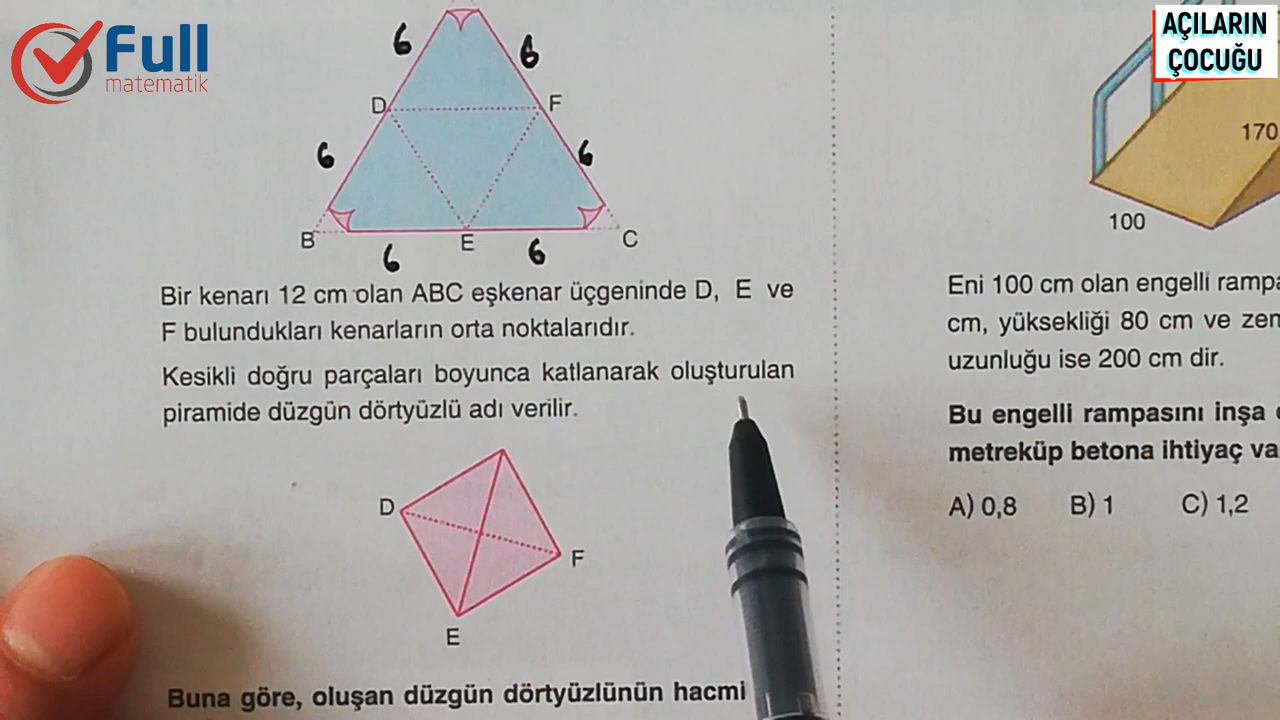 Full
matematik
AÇILARIN
ÇOCUĞU
6
6
D
F
6
6
B
E
C
6
6
Bir kenarı 12 cm olan ABC eşkenar üçgeninde D, E ve
F bulundukları kenarların orta noktalarıdır.
Kesikli doğru parçaları boyunca katlanarak oluşturulan
piramide düzgün dörtyüzlü adı verilir.
D
F
E
Buna göre, oluşan düzgün dörtyüzlünün hacmi
170
100
Eni 100 cm olan engelli
cm, yüksekliği 80 cm ve
uzunluğu ise 200 cm dir.
Bu engelli rampasını inşa
metreküp betona ihtiyaç
A) 0,8 B) 1 C) 1,2